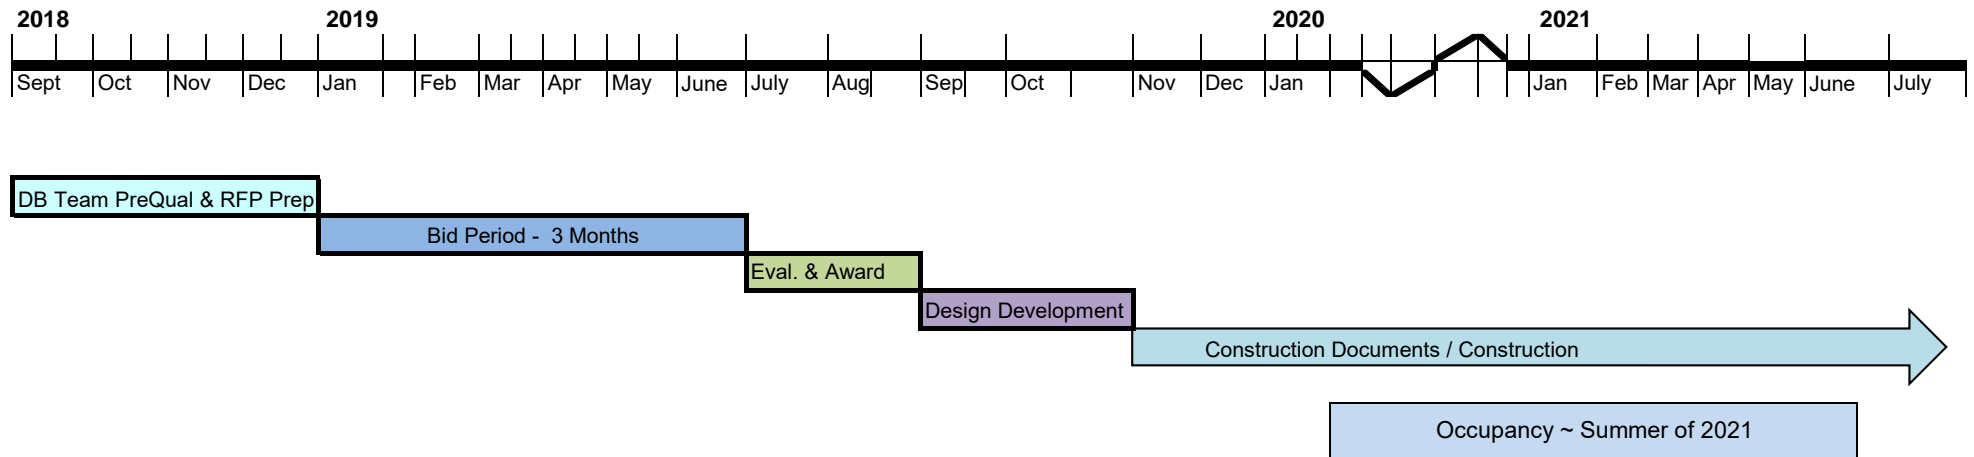 2018 2019 2020 2021
Sept Oct Nov Dec Jan Feb Mar Apr May June July Aug Sep Oct Nov Dec Jan Jan Feb Mar Apr May June July
DB Team PreQual & RFP Prep
Bid Period - 3 Months
Eval. & Award
Design Development
Construction Documents / Construction
Occupancy ~ Summer of 2021